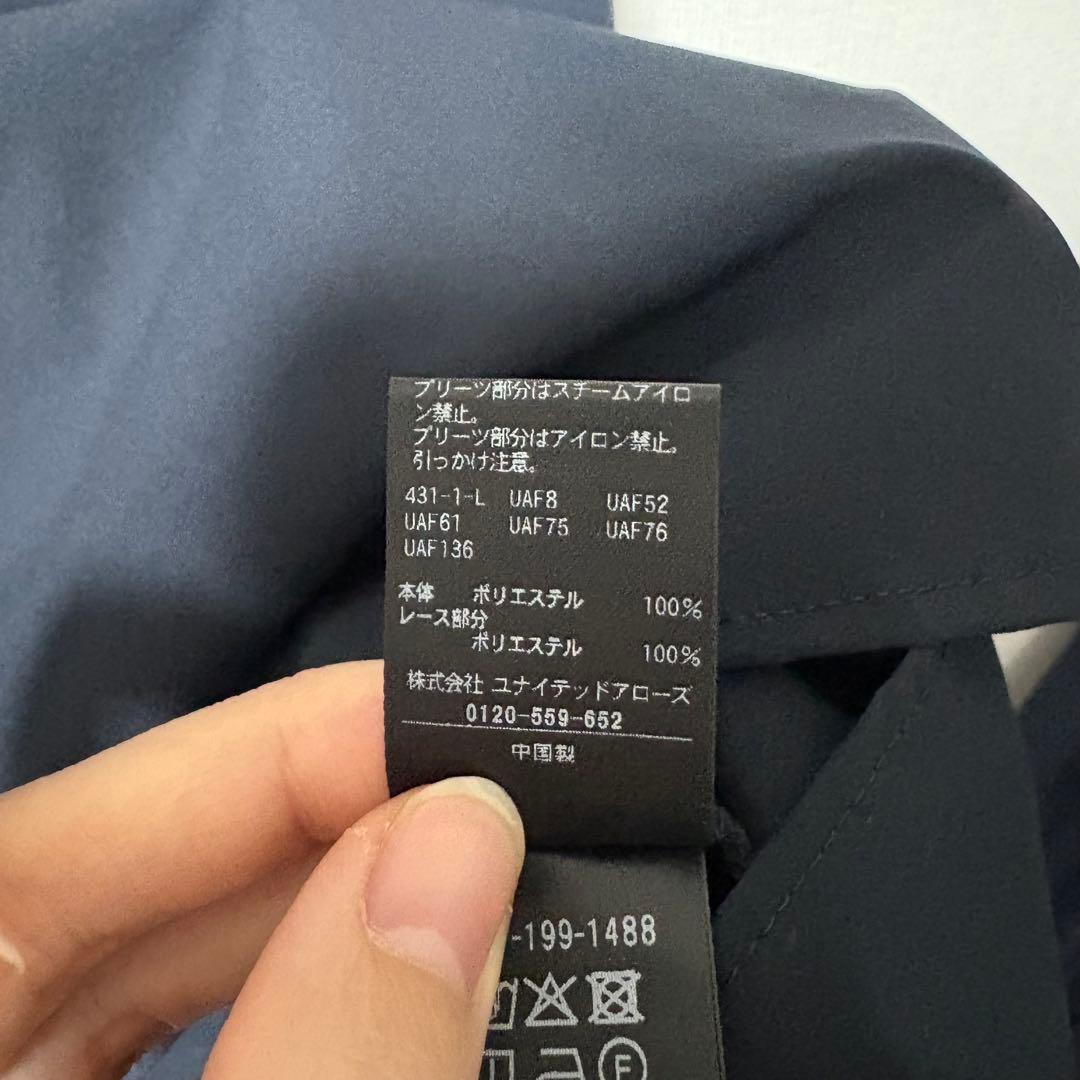 プリーツ部分はスチームアイロ
ン禁止。
プリーツ部分はアイロン禁止。
引っかけ注意。
431-1-L UAF8 UAF52
UAF61 UAF75 UAF76
UAF136
本体 ポリエステル 100%
レース部分
ポリエステル 100%
株式会社 ユナイテッドアローズ
0120-559-652
中国製
-199-1488
F